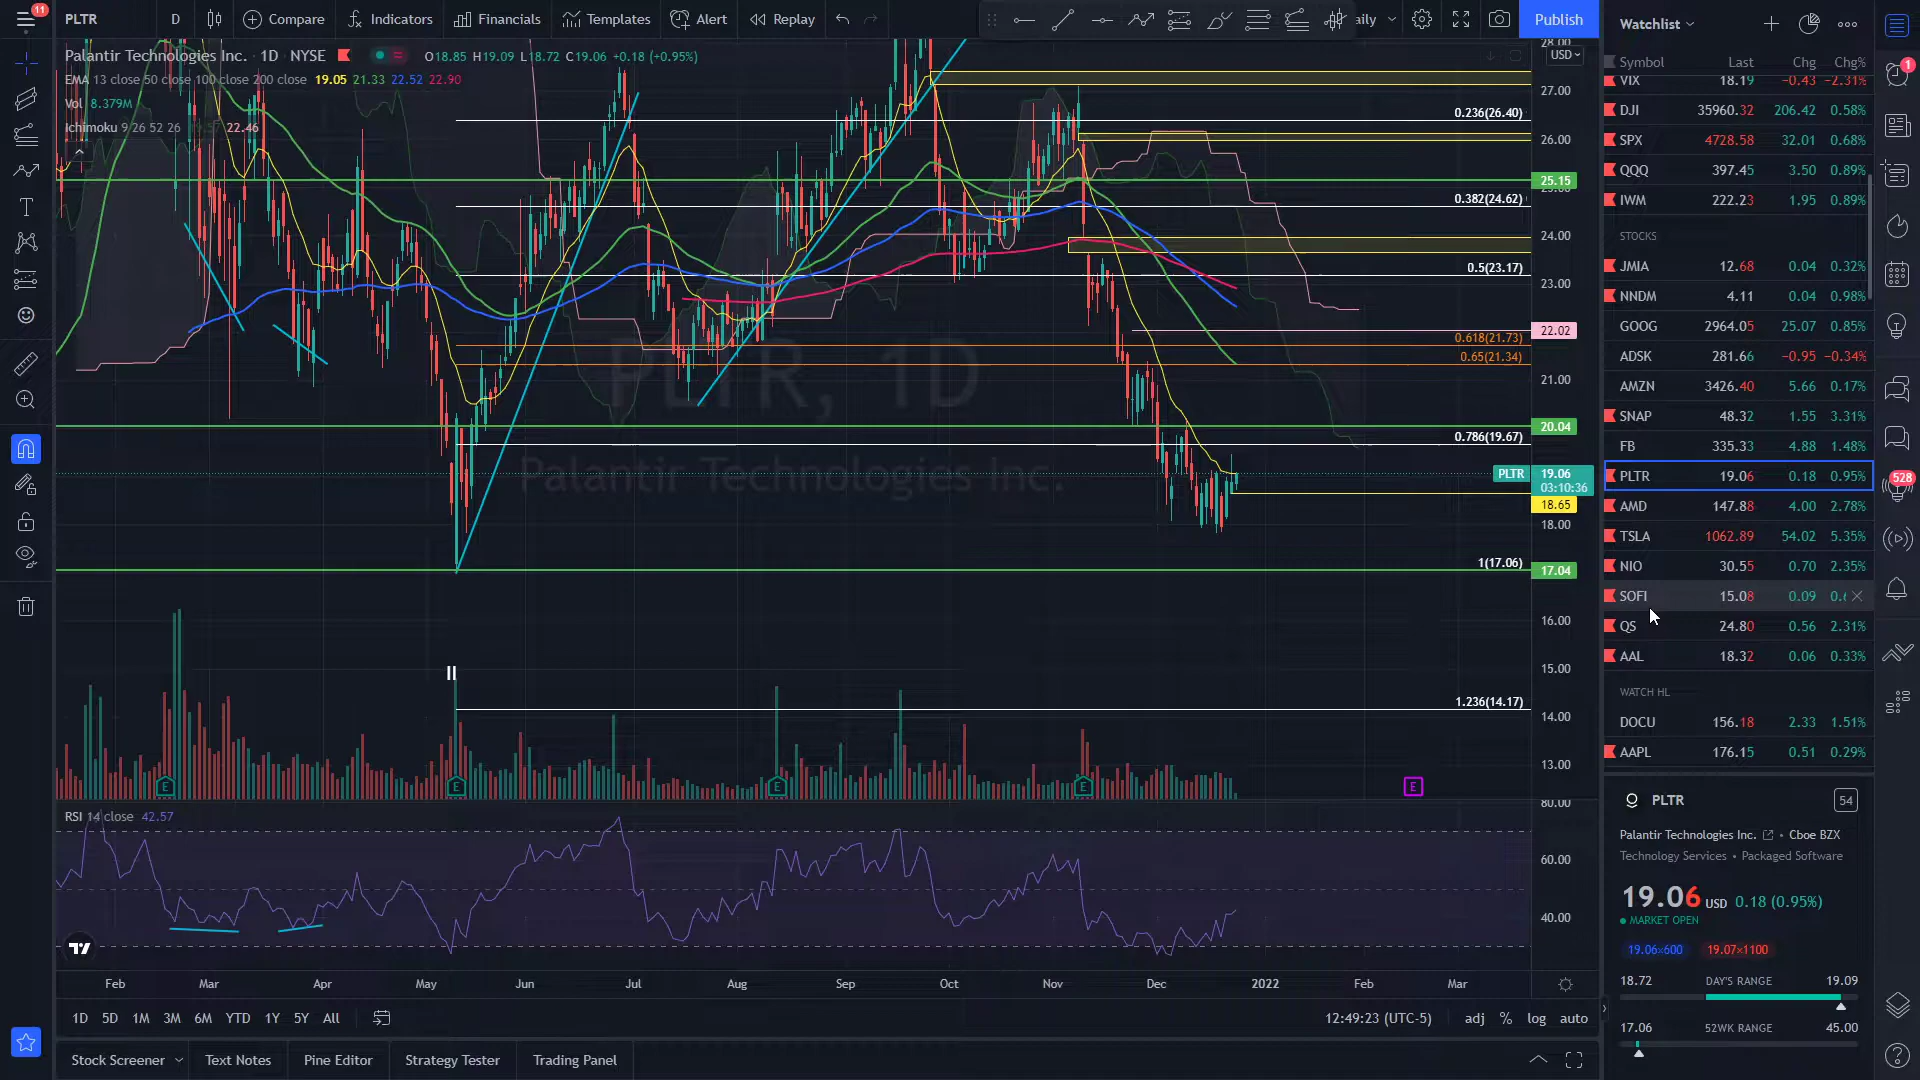 11
PLTR
D
Compare
Indicators
Financials
Templates
Alert
Replay
aily
Publish
Palantir Technologies Inc. · 1D · NYSE
O18.85 H19.09 L18.72 C19.06 +0.18 (+0.95%)
EMA 13 close 50 close 100 close 200 close 19.05 21.33 22.52 22.90
Vol 8.379M
Ichimoku 9 26 52 26 22.46
PLTR, 1D
Palantir Technologies Inc.
USD
28.00
27.00
0.236(26.40)
26.00
25.15
0.382(24.62)
24.00
0.5(23.17)
23.00
22.02
0.618(21.73)
0.65(21.34)
21.00
20.04
0.786(19.67)
PLTR 19.06
03:10:36
18.65
18.00
1(17.06)
17.04
16.00
15.00
1.236(14.17)
14.00
13.00
E E E E E
RSI 14 close 42.57
80.00
60.00
40.00
Feb Mar Apr May Jun Jul Aug Sep Oct Nov Dec 2022 Feb Mar
1D 5D 1M 3M 6M YTD 1Y 5Y All
12:49:23 (UTC-5)
adj % log auto
Stock Screener
Text Notes
Pine Editor
Strategy Tester
Trading Panel
Watchlist
Symbol Last Chg Chg%
VIX 18.19 −0.43 −2.31%
DJI 35960.32 206.42 0.58%
SPX 4728.58 32.01 0.68%
QQQ 397.45 3.50 0.89%
IWM 222.23 1.95 0.89%
STOCKS
JMIA 12.68 0.04 0.32%
NNDM 4.11 0.04 0.98%
GOOG 2964.05 25.07 0.85%
ADSK 281.66 −0.95 −0.34%
AMZN 3426.40 5.66 0.17%
SNAP 48.32 1.55 3.31%
FB 335.33 4.88 1.48%
PLTR 19.06 0.18 0.95%
AMD 147.88 4.00 2.78%
TSLA 1062.89 54.02 5.35%
NIO 30.55 0.70 2.35%
SOFI 15.08 0.09
QS 24.80 0.56 2.31%
AAL 18.32 0.06 0.33%
WATCH HL
DOCU 156.18 2.33 1.51%
AAPL 176.15 0.51 0.29%
PLTR
54
Palantir Technologies Inc. • Cboe BZX
Technology Services • Packaged Software
19.06 USD 0.18 (0.95%)
MARKET OPEN
19.06×600 19.07×1100
18.72 DAY'S RANGE 19.09
17.06 52WK RANGE 45.00
1
528